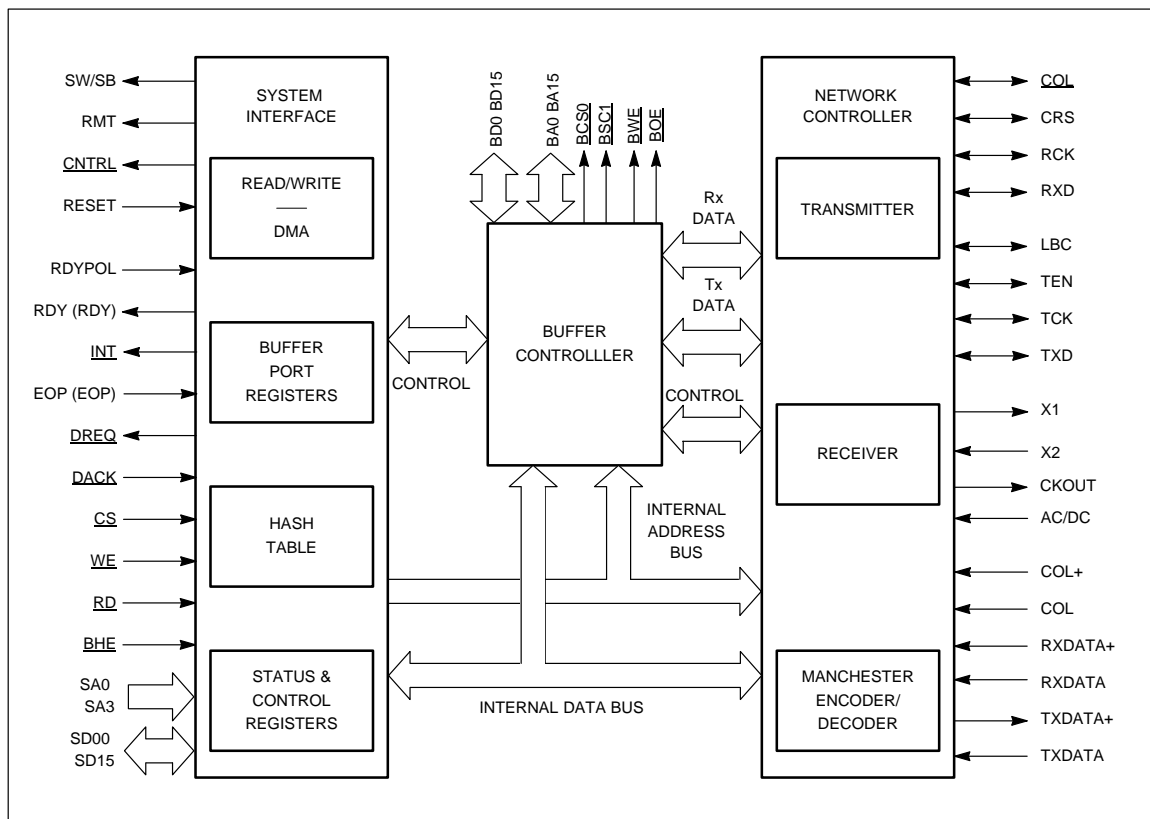 SW/SB
RMT
CNTRL
RESET
RDYPOL
RDY (RDY)
INT
EOP (EOP)
DREQ
DACK
CS
WE
RD
BHE
SA0
SA3
SD00
SD15
SYSTEM
INTERFACE
READ/WRITE
DMA
BUFFER
PORT
REGISTERS
HASH
TABLE
STATUS &
CONTROL
REGISTERS
CONTROL
BD0 BD15
BA0 BA15
BCS0
BSC1
BWE
BOE
BUFFER
CONTROLLLER
Rx
DATA
Tx
DATA
CONTROL
INTERNAL
ADDRESS
BUS
INTERNAL DATA BUS
NETWORK
CONTROLLER
TRANSMITTER
RECEIVER
MANCHESTER
ENCODER/
DECODER
COL
CRS
RCK
RXD
LBC
TEN
TCK
TXD
X1
X2
CKOUT
AC/DC
COL+
COL
RXDATA+
RXDATA
TXDATA+
TXDATA